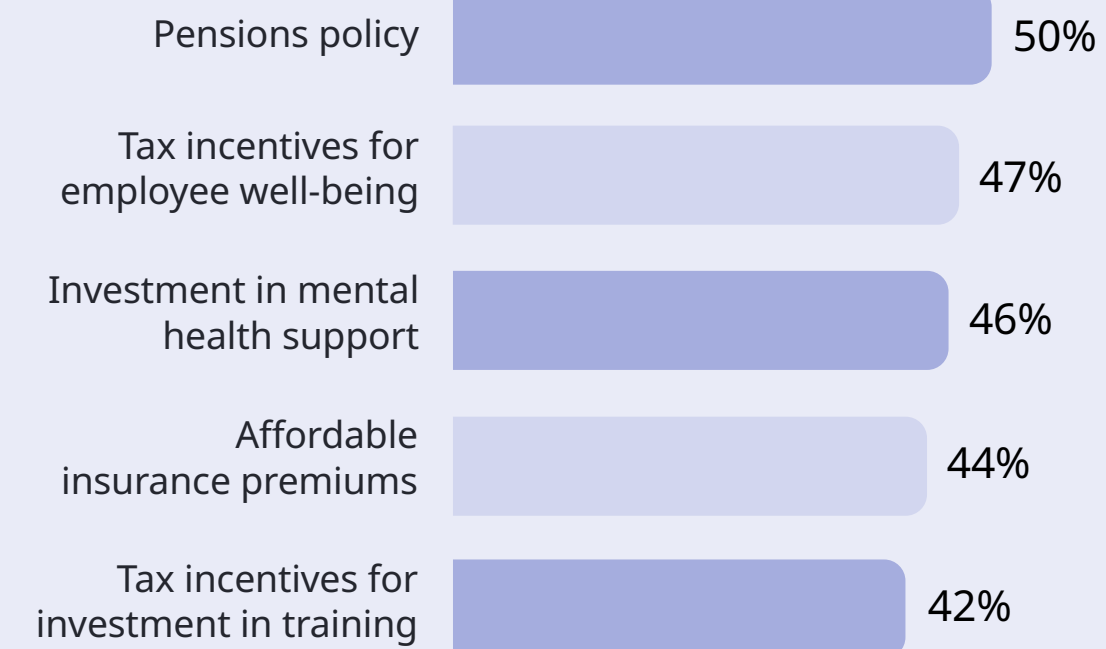 Pensions policy
50%
Tax incentives for
employee well-being
47%
Investment in mental
health support
46%
Affordable
insurance premiums
44%
Tax incentives for
investment in training
42%